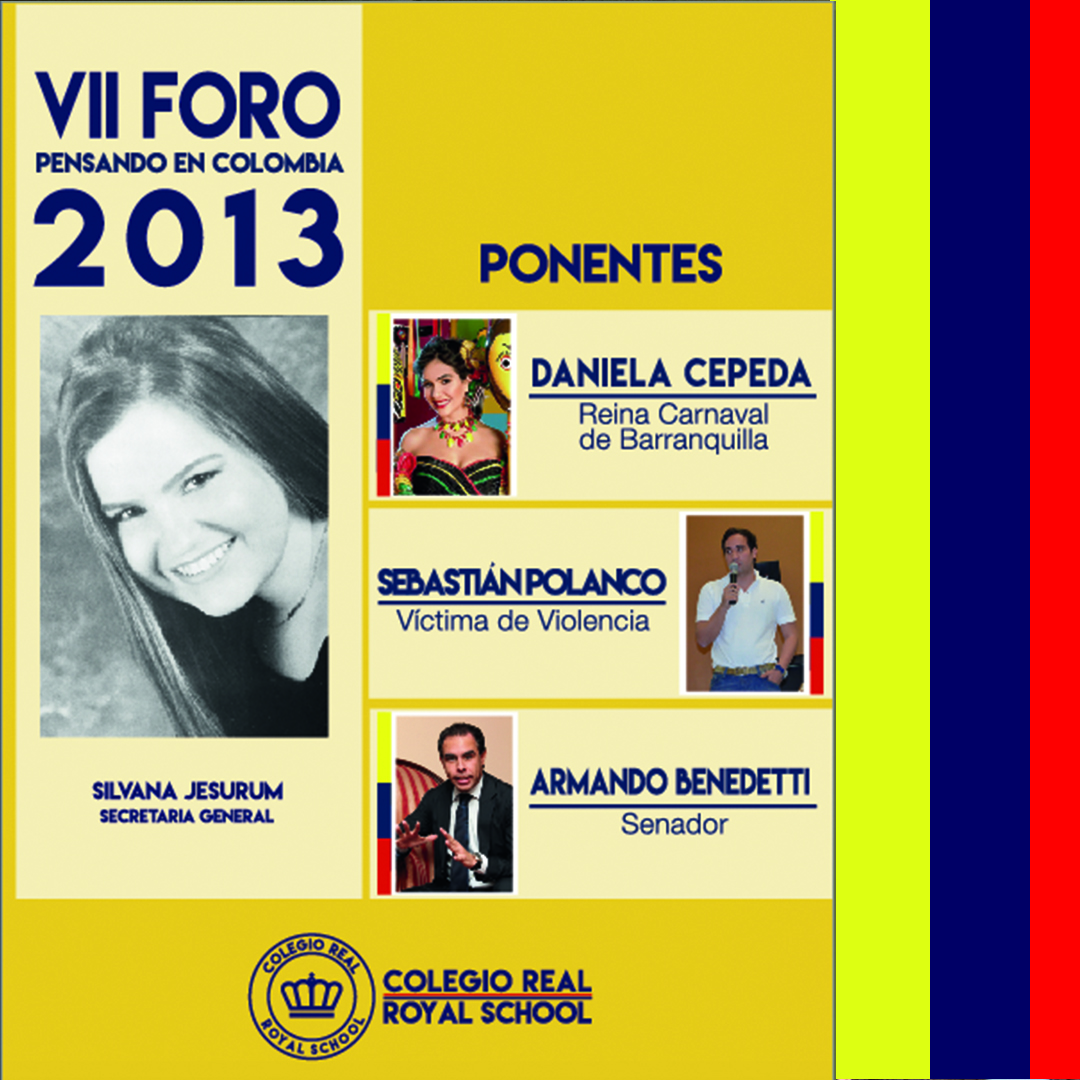 VII FORO
PENSANDO EN COLOMBIA
2013
SILVANA JESURUM
SECRETARIA GENERAL
PONENTES
DANIELA CEPEDA
Reina Carnaval
de Barranquilla
SEBASTIÁN POLANCO
Víctima de Violencia
ARMANDO BENEDETTI
Senador
COLEGIO REAL
ROYAL SCHOOL
COLEGIO REAL
ROYAL SCHOOL